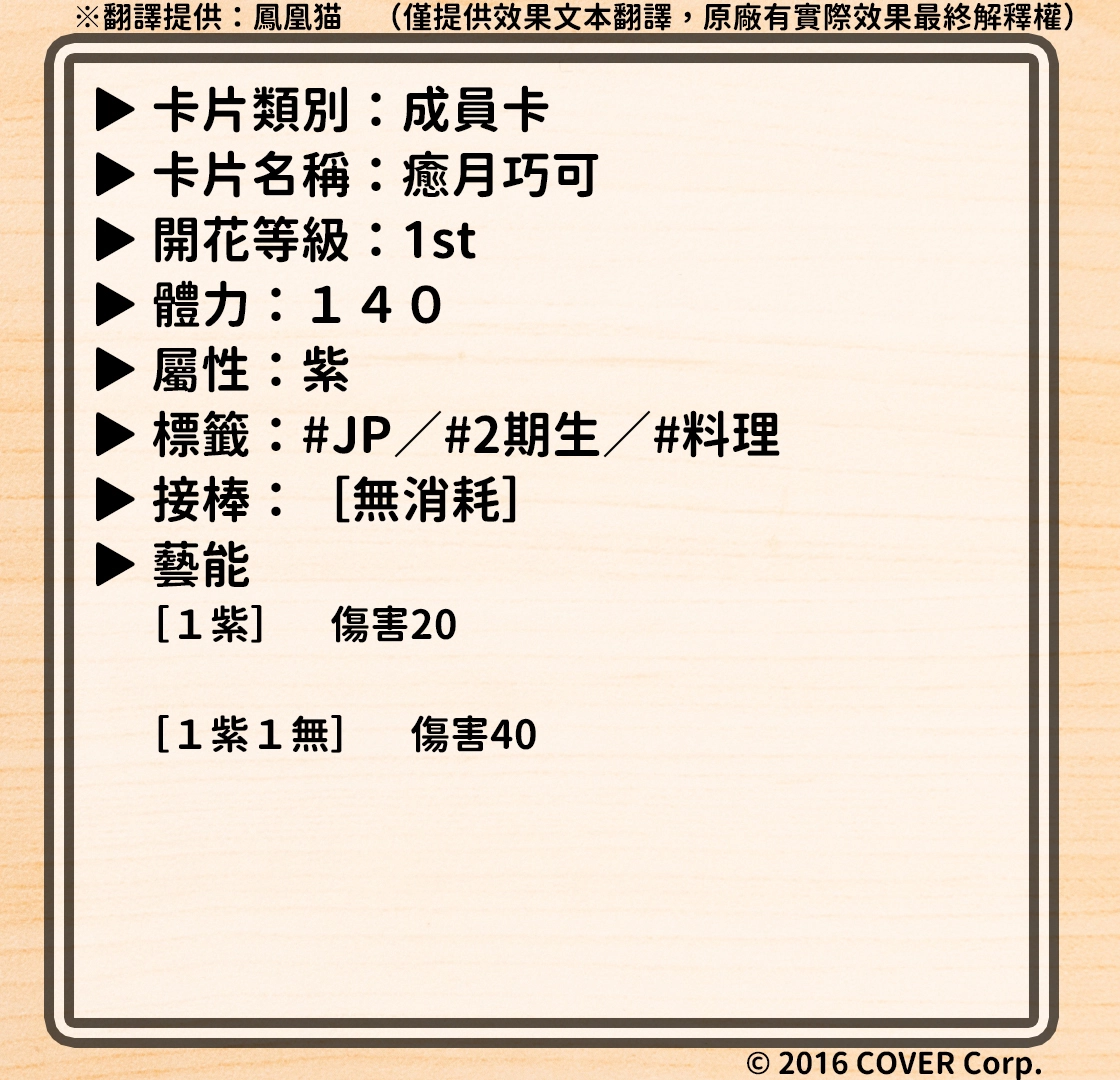 ※翻譯提供：鳳凰猫　（僅提供效果文本翻譯，原廠有實際效果最終解釋權）
▶ 卡片類別：成員卡
▶ 卡片名稱：癒月巧可
▶ 開花等級：1st
▶ 體力：１４０
▶ 屬性：紫
▶ 標籤：#JP／#2期生／#料理
▶ 接棒：［無消耗］
▶ 藝能
［１紫］　傷害20
［１紫１無］　傷害40
© 2016 COVER Corp.